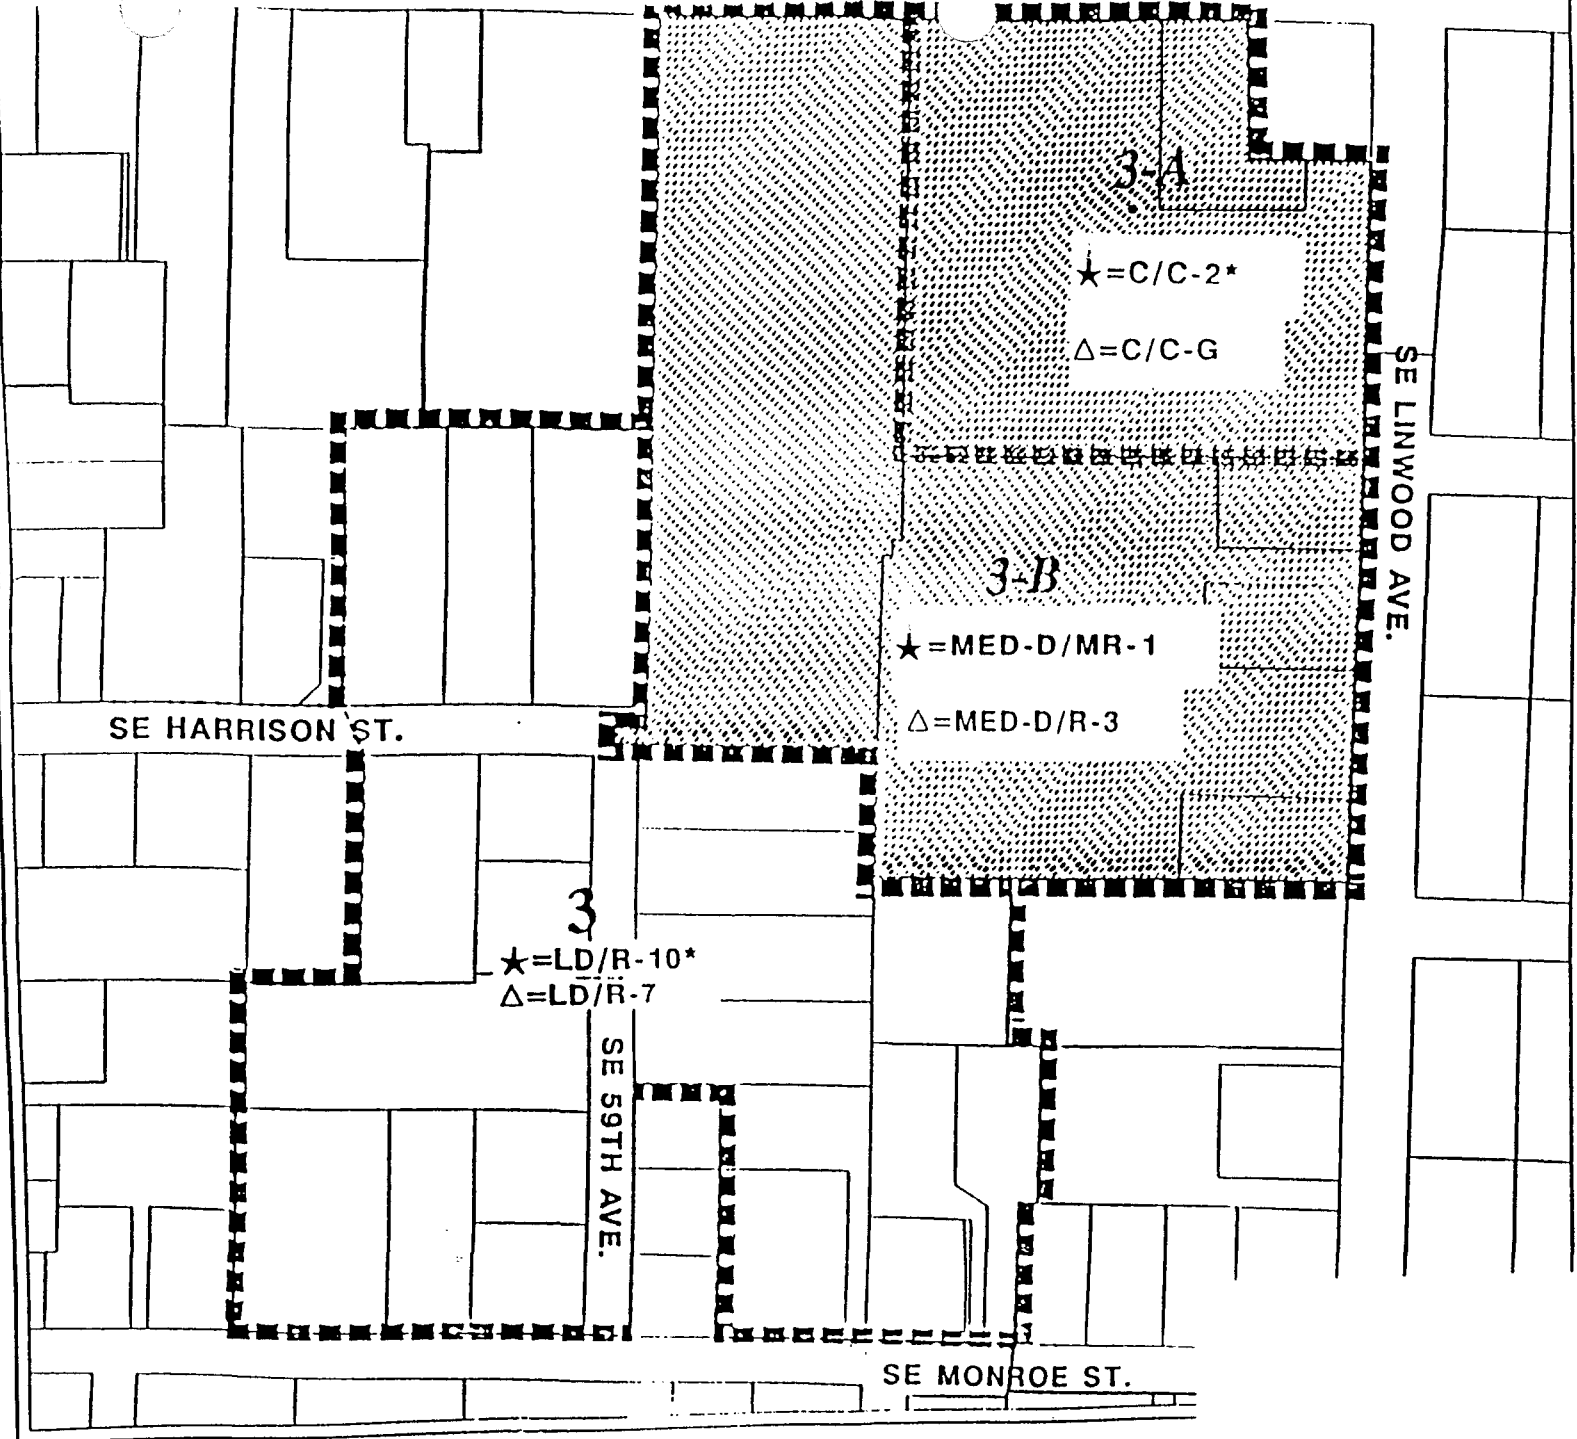 3-A
★=C/C-2*
△=C/C-G
SE LINWOOD AVE.
3-B
★=MED-D/MR-1
△=MED-D/R-3
SE HARRISON ST.
3
★=LD/R-10*
△=LD/R-7
SE 59TH AVE.
SE MONROE ST.